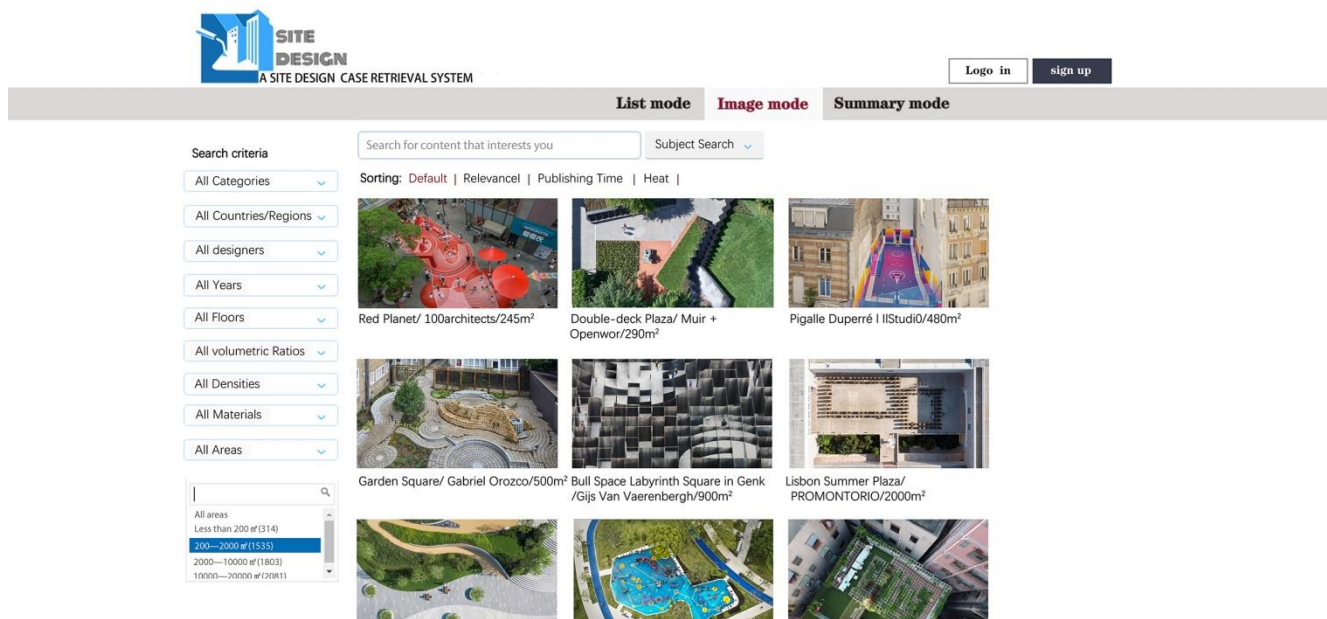 SITE
DESIGN
A SITE DESIGN CASE RETRIEVAL SYSTEM
Logo in
sign up
List mode
Image mode
Summary mode
Search criteria
All Categories
All Countries/Regions
All designers
All Years
All Floors
All volumetric Ratios
All Densities
All Materials
All Areas
All areas
Less than 200 ㎡(314)
200—2000 ㎡(1535)
2000—10000 ㎡(1803)
10000—20000 ㎡(2081)
Search for content that interests you
Subject Search
Sorting: Default | Relevancel | Publishing Time | Heat |
Red Planet/ 100architects/245m²
Double-deck Plaza/ Muir +
Openwor/290m²
Pigalle Duperré l IlStudi0/480m²
Garden Square/ Gabriel Orozco/500m²
Bull Space Labyrinth Square in Genk
/Gijs Van Vaerenbergh/900m²
Lisbon Summer Plaza/
PROMONTORIO/2000m²